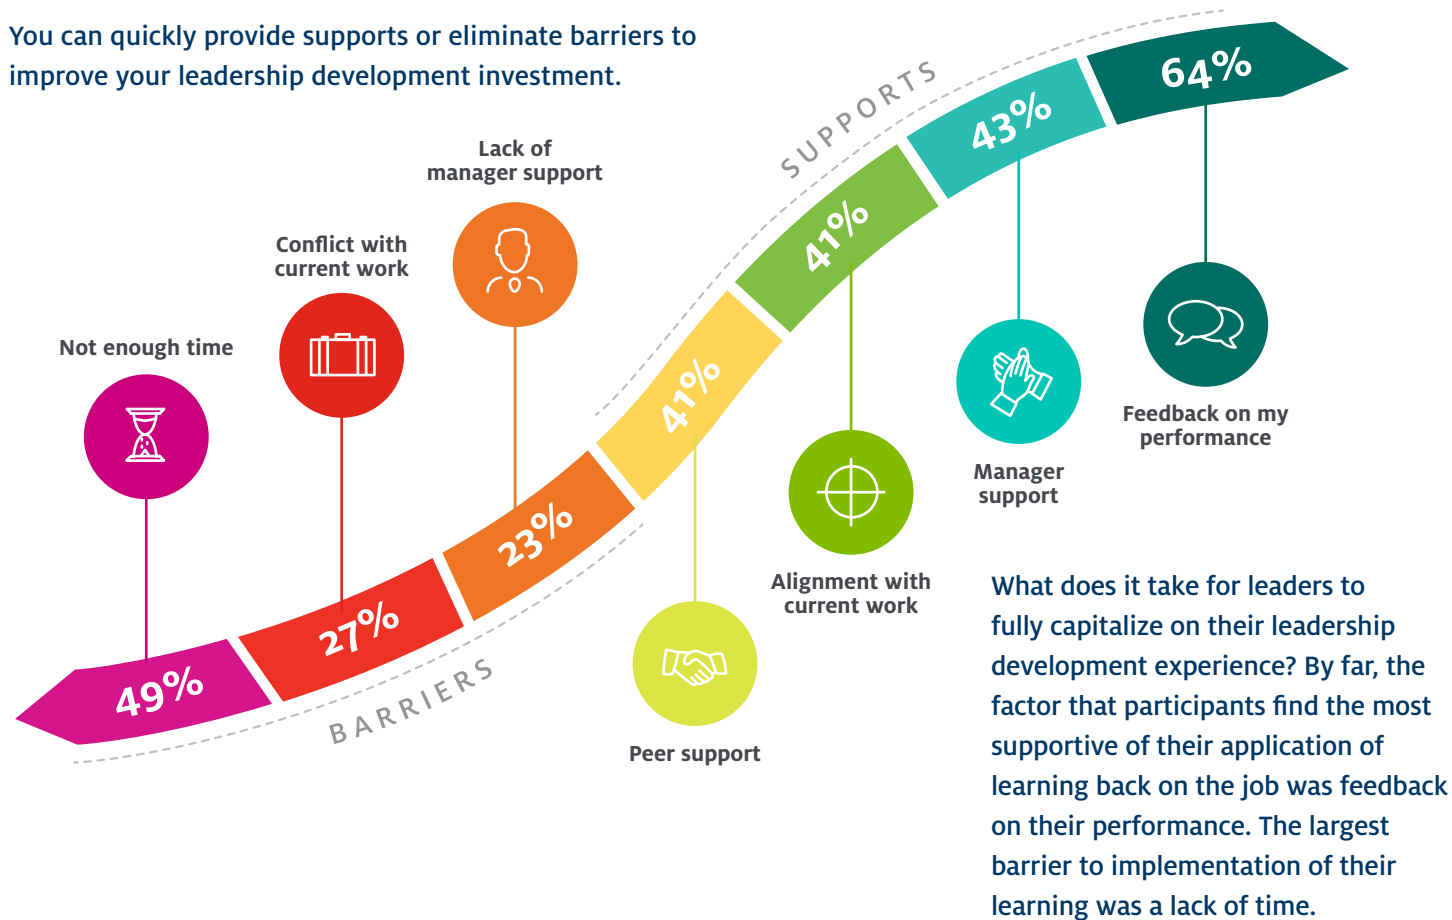 You can quickly provide supports or eliminate barriers to
improve your leadership development investment.
Not enough time
49%
Conflict with
current work
27%
Lack of
manager support
23%
BARRIERS
SUPPORTS
41%
Peer support
41%
Alignment with
current work
43%
Manager
support
64%
Feedback on my
performance
What does it take for leaders to
fully capitalize on their leadership
development experience? By far, the
factor that participants find the most
supportive of their application of
learning back on the job was feedback
on their performance. The largest
barrier to implementation of their
learning was a lack of time.